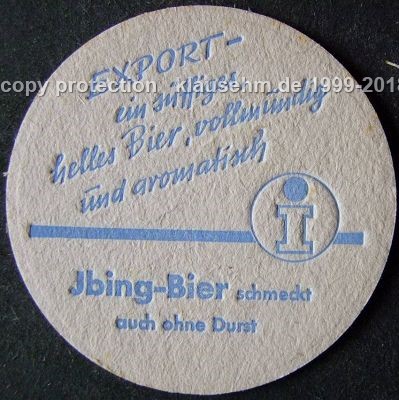 EXPORT-
copy protection klausehm.de/1999-2018
ein süffiges
helles Bier, vollmundig
und aromatisch
I
Jbing-Bier schmeckt
auch ohne Durst